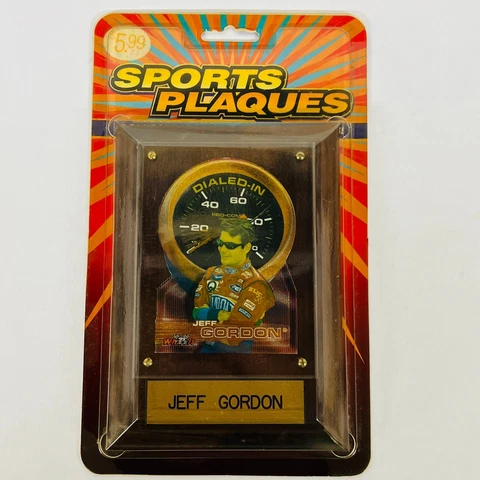 5.99
SPORTS
PLAQUES
DIALED-IN
20 40 60
JEFF
GORDON
JEFF GORDON